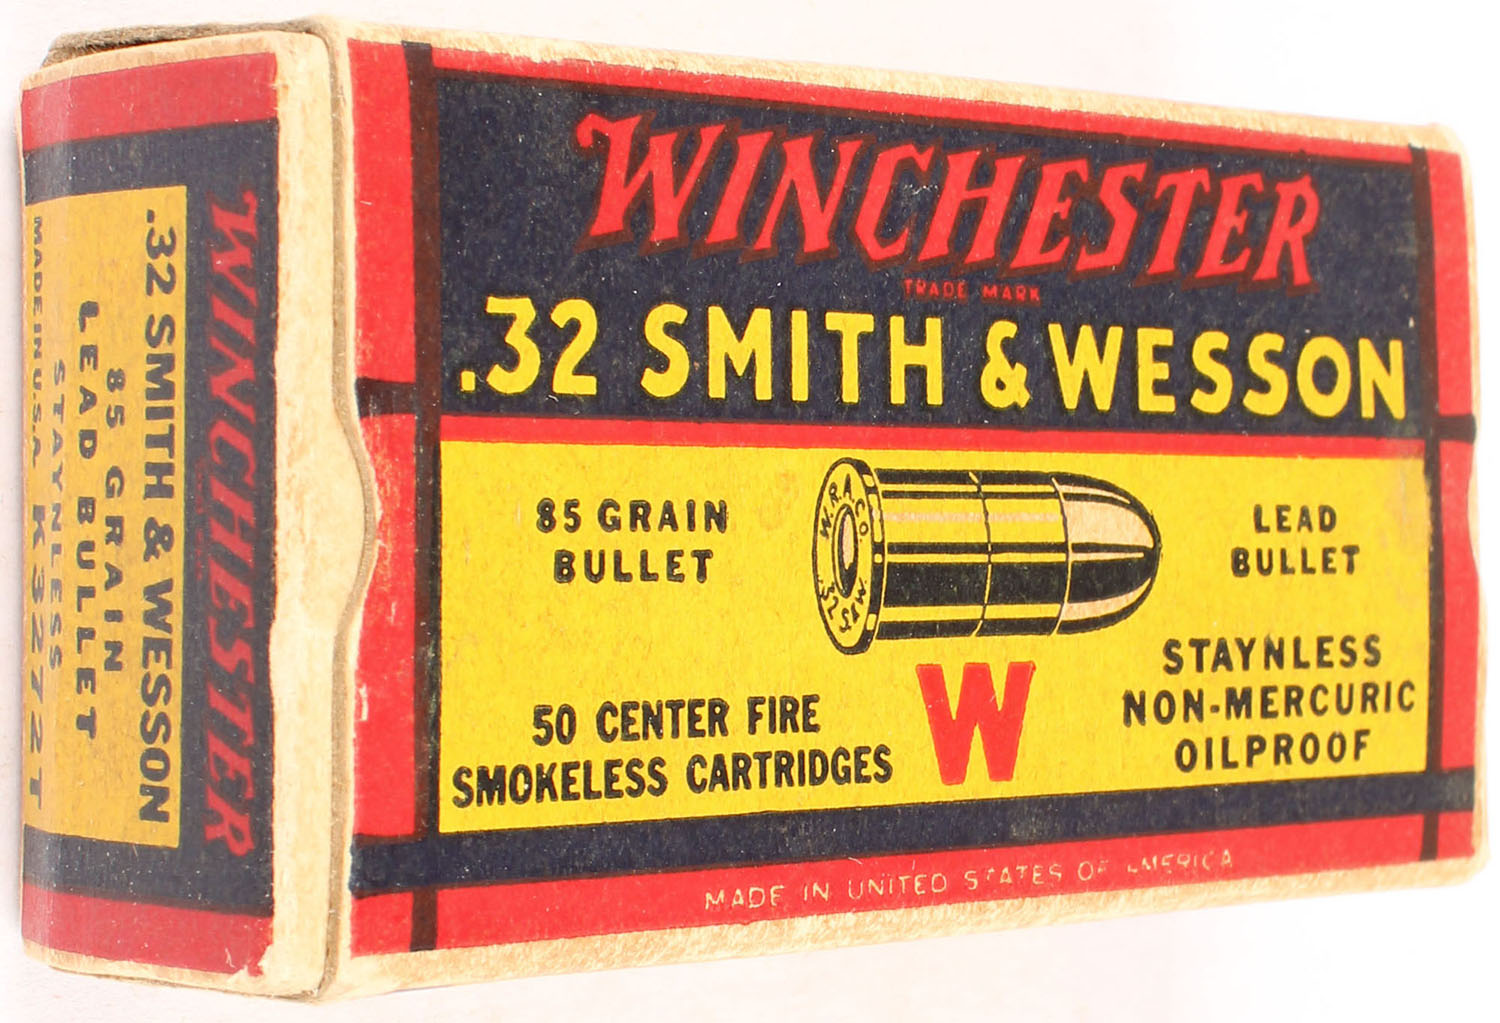 WINCHESTER
TRADE MARK
.32 SMITH & WESSON
85 GRAIN
BULLET
W.R.A.CO.
32 S&W
LEAD
BULLET
50 CENTER FIRE
SMOKELESS CARTRIDGES
W
STAYNLESS
NON-MERCURIC
OILPROOF
MADE IN UNITED STATES OF AMERICA
WINCHESTER
.32 SMITH & WESSON
85 GRAIN
LEAD BULLET
STAYNLESS
MADE IN U.S.A. K3272T